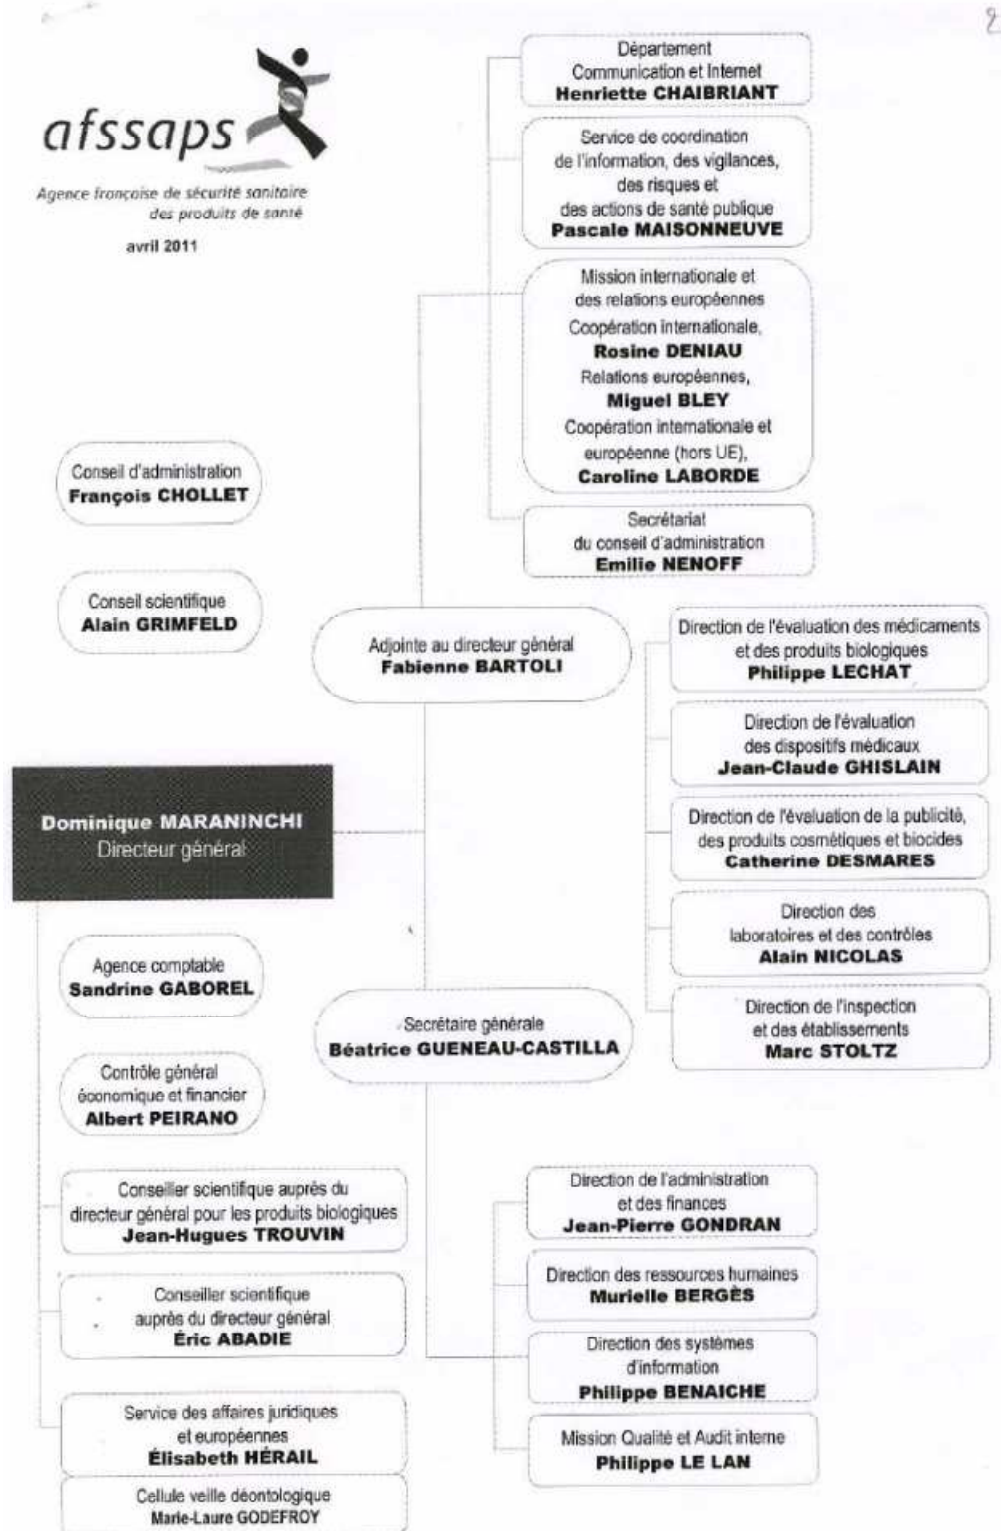 2
afssaps
Agence française de sécurité sanitaire
des produits de santé
avril 2011
Département
Communication et Internet
Henriette CHAIBRIANT
Service de coordination
de l'information, des vigilances,
des risques et
des actions de santé publique
Pascale MAISONNEUVE
Mission internationale et
des relations européennes
Coopération internationale,
Rosine DENIAU
Relations européennes,
Miguel BLEY
Coopération internationale et
européenne (hors UE),
Caroline LABORDE
Secrétariat
du conseil d'administration
Emilie NENOFF
Conseil d'administration
François CHOLLET
Conseil scientifique
Alain GRIMFELD
Adjointe au directeur général
Fabienne BARTOLI
Direction de l'évaluation des médicaments
et des produits biologiques
Philippe LECHAT
Direction de l'évaluation
des dispositifs médicaux
Jean-Claude GHISLAIN
Direction de l'évaluation de la publicité,
des produits cosmétiques et biocides
Catherine DESMARES
Direction des
laboratoires et des contrôles
Alain NICOLAS
Direction de l'inspection
et des établissements
Marc STOLTZ
Dominique MARANINCHI
Directeur général
Agence comptable
Sandrine GABOREL
Contrôle général
économique et financier
Albert PEIRANO
Secrétaire générale
Béatrice GUENEAU-CASTILLA
Conseiller scientifique auprès du
directeur général pour les produits biologiques
Jean-Hugues TROUVIN
Conseiller scientifique
auprès du directeur général
Éric ABADIE
Service des affaires juridiques
et européennes
Élisabeth HÉRAIL
Cellule veille déontologique
Marie-Laure GODEFROY
Direction de l'administration
et des finances
Jean-Pierre GONDRAN
Direction des ressources humaines
Murielle BERGÈS
Direction des systèmes
d'information
Philippe BENAICHE
Mission Qualité et Audit interne
Philippe LE LAN